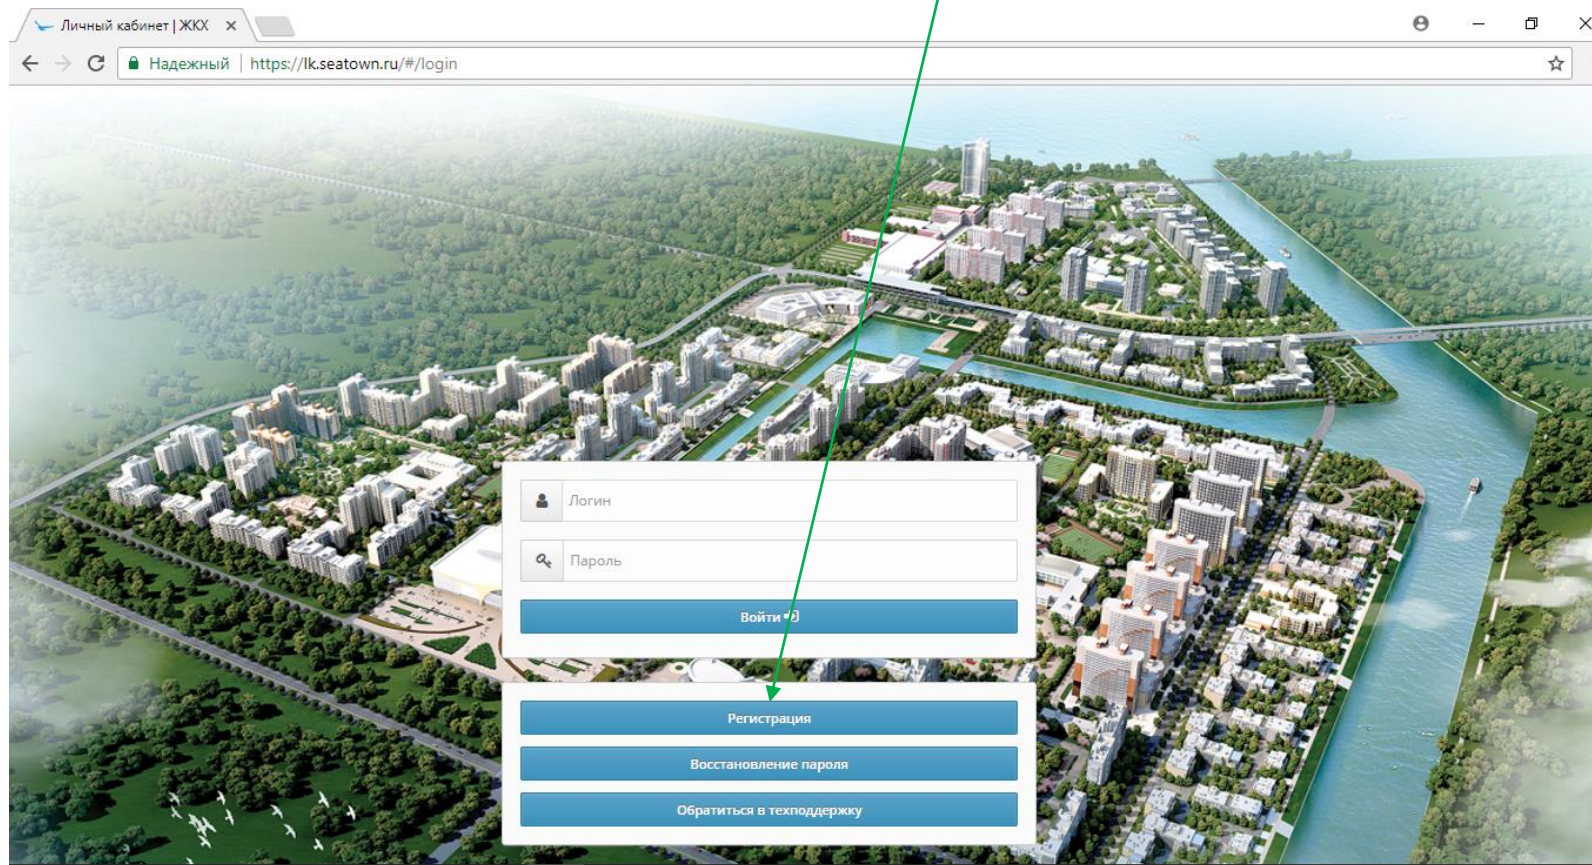 Личный кабинет | ЖКХ
Надежный | https://lk.seatown.ru/#/login
Логин
Пароль
Войти
Регистрация
Восстановление пароля
Обратиться в техподдержку